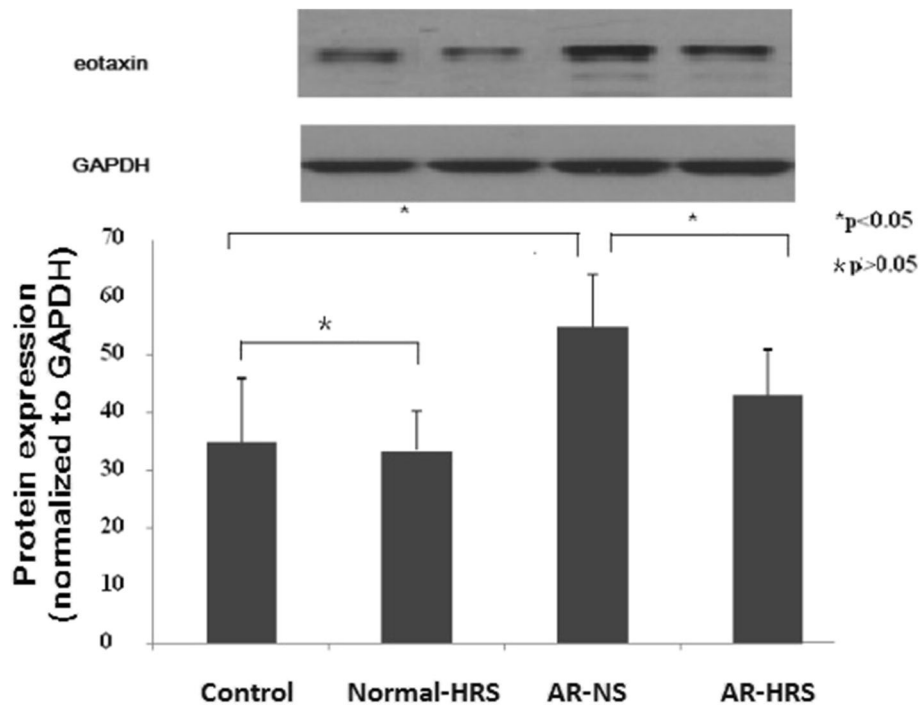 eotaxin
GAPDH
*
*
*p<0.05
* p>0.05
*
70
60
50
40
30
20
10
0
Protein expression
(normalized to GAPDH)
Control Normal-HRS AR-NS AR-HRS